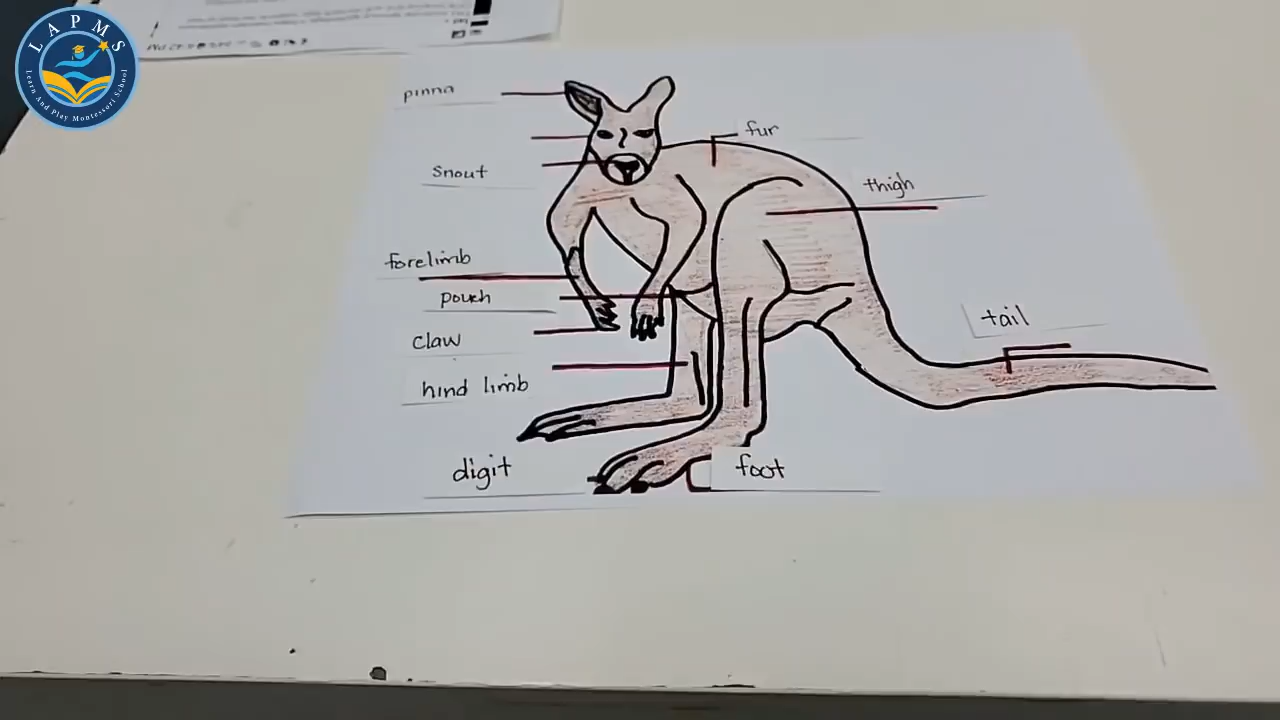 LAPMS
Learn And Play Montessori School
pinna
fur
snout
thigh
forelimb
pouch
tail
claw
hind limb
digit
foot